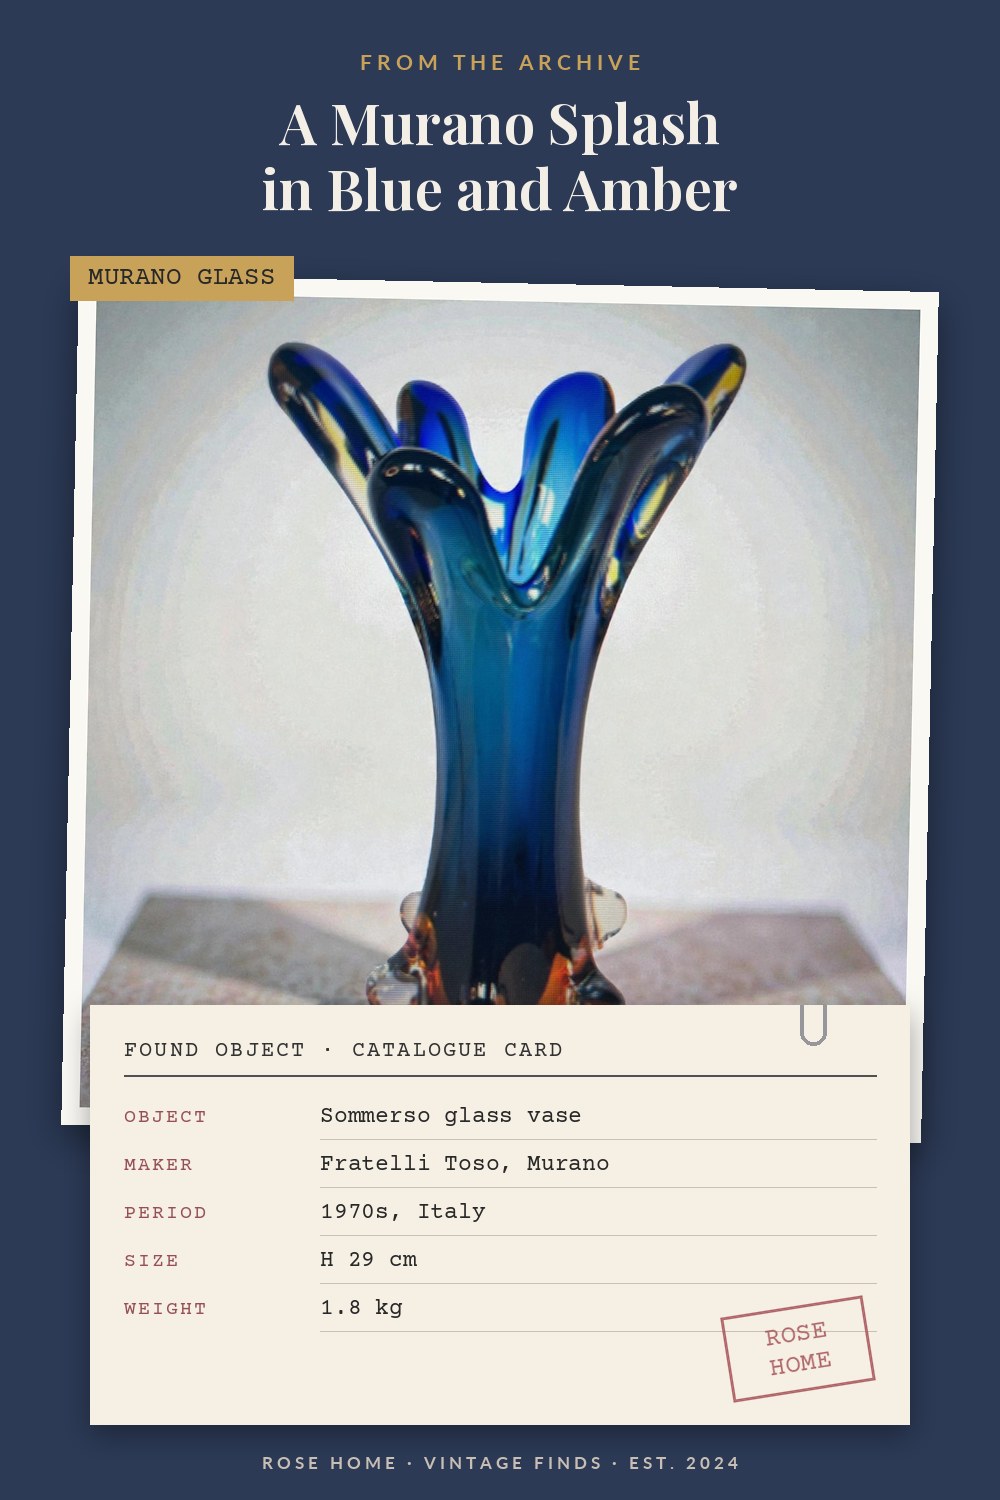 FROM THE ARCHIVE
A Murano Splash
in Blue and Amber
MURANO GLASS
FOUND OBJECT · CATALOGUE CARD
OBJECT Sommerso glass vase
MAKER Fratelli Toso, Murano
PERIOD 1970s, Italy
SIZE H 29 cm
WEIGHT 1.8 kg
ROSE
HOME
ROSE HOME · VINTAGE FINDS · EST. 2024